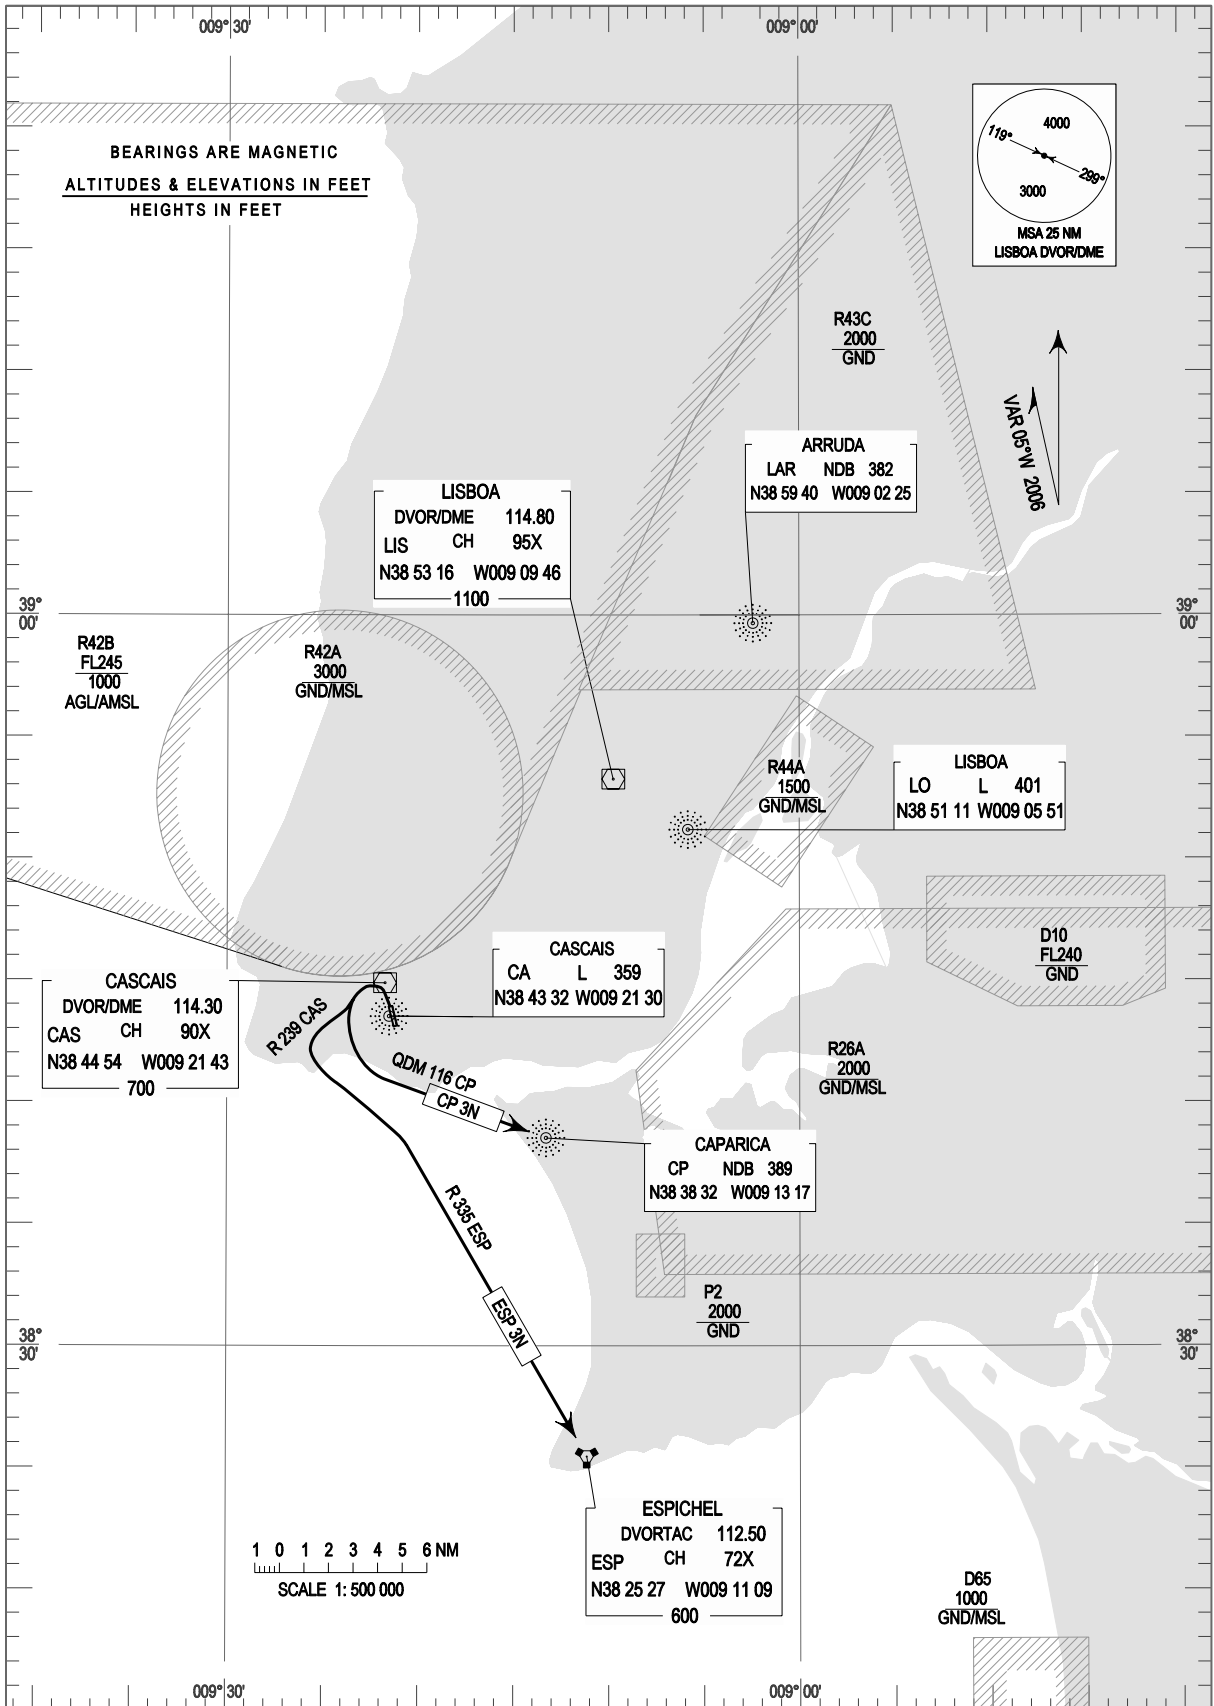 009° 30'
009° 00'
BEARINGS ARE MAGNETIC
ALTITUDES & ELEVATIONS IN FEET
HEIGHTS IN FEET
119°
4000
299°
3000
MSA 25 NM
LISBOA DVOR/DME
R43C
2000
GND
VAR 05°W 2006
ARRUDA
LAR NDB 382
N38 59 40 W009 02 25
LISBOA
DVOR/DME 114.80
LIS CH 95X
N38 53 16 W009 09 46
1100
39°
00'
39°
00'
R42B
FL245
1000
AGL/AMSL
R42A
3000
GND/MSL
R44A
1500
GND/MSL
LISBOA
LO L 401
N38 51 11 W009 05 51
D10
FL240
GND
CASCAIS
CA L 359
N38 43 32 W009 21 30
CASCAIS
DVOR/DME 114.30
CAS CH 90X
N38 44 54 W009 21 43
700
R 239 CAS
QDM 116 CP
CP 3N
R26A
2000
GND/MSL
CAPARICA
CP NDB 389
N38 38 32 W009 13 17
R 335 ESP
ESP 3N
P2
2000
GND
38°
30'
38°
30'
ESPICHEL
DVORTAC 112.50
ESP CH 72X
N38 25 27 W009 11 09
600
1 0 1 2 3 4 5 6 NM
SCALE 1: 500 000
D65
1000
GND/MSL
009° 30'
009° 00'